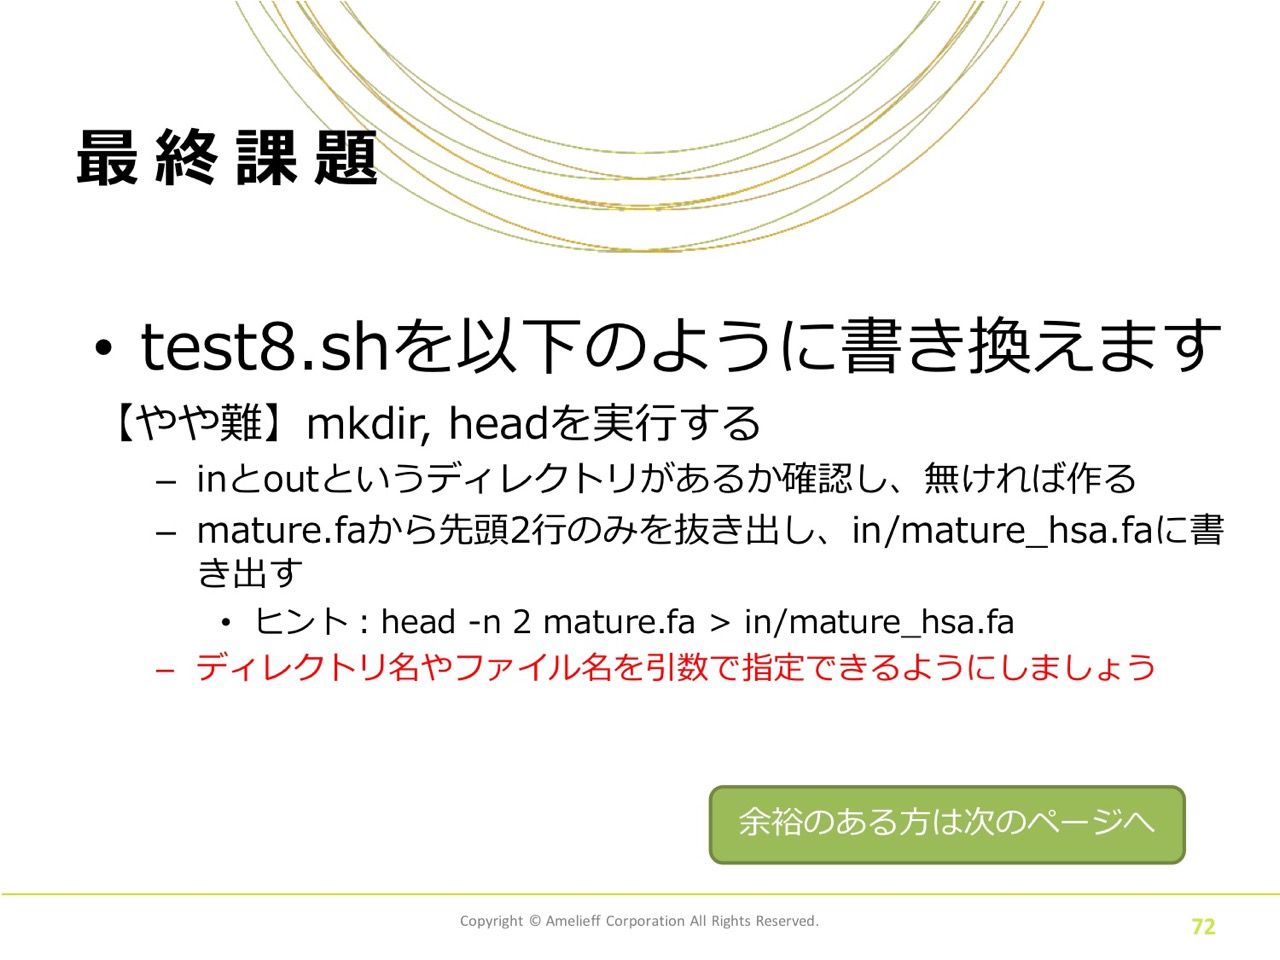 最終課題
• test8.shを以下のように書き換えます
【やや難】mkdir, headを実行する
– inとoutというディレクトリがあるか確認し、無ければ作る
– mature.faから先頭2行のみを抜き出し、in/mature_hsa.faに書
き出す
• ヒント：head -n 2 mature.fa > in/mature_hsa.fa
– ディレクトリ名やファイル名を引数で指定できるようにしましょう
余裕のある方は次のページへ
Copyright © Amelieff Corporation All Rights Reserved.
72